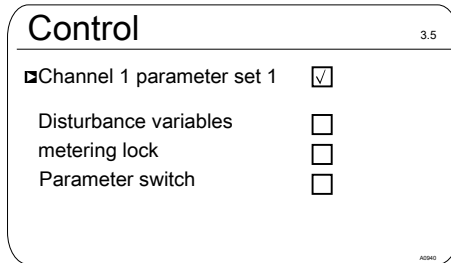 Control
3.5
Channel 1 parameter set 1
Disturbance variables
metering lock
Parameter switch
A0940